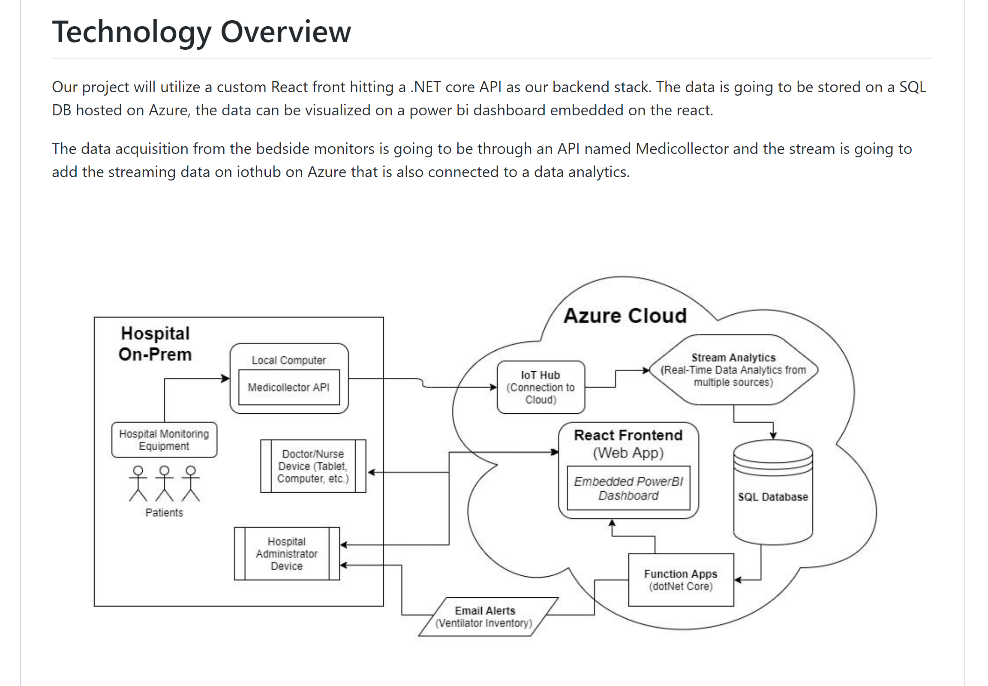 Technology Overview
Our project will utilize a custom React front hitting a .NET core API as our backend stack. The data is going to be stored on a SQL
DB hosted on Azure, the data can be visualized on a power bi dashboard embedded on the react.
The data acquisition from the bedside monitors is going to be through an API named Medicollector and the stream is going to
add the streaming data on iothub on Azure that is also connected to a data analytics.
Hospital
On-Prem
Local Computer
Medicollector API
Hospital Monitoring
Equipment
Patients
Doctor/Nurse
Device (Tablet,
Computer, etc.)
Hospital
Administrator
Device
Azure Cloud
IoT Hub
(Connection to
Cloud)
Stream Analytics
(Real-Time Data Analytics from
multiple sources)
React Frontend
(Web App)
Embedded PowerBI
Dashboard
SQL Database
Function Apps
(dotNet Core)
Email Alerts
(Ventilator Inventory)